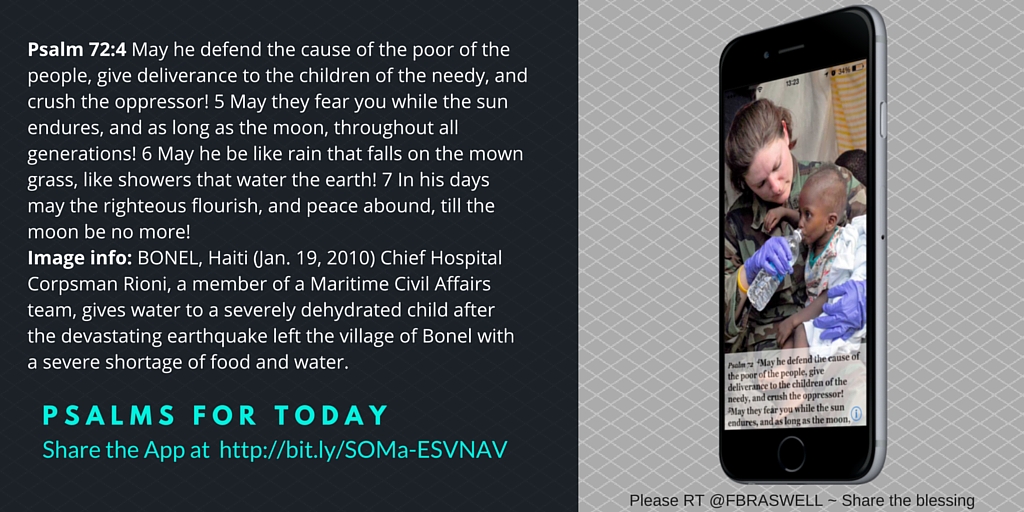 Psalm 72:4 May he defend the cause of the poor of the
people, give deliverance to the children of the needy, and
crush the oppressor! 5 May they fear you while the sun
endures, and as long as the moon, throughout all
generations! 6 May he be like rain that falls on the mown
grass, like showers that water the earth! 7 In his days
may the righteous flourish, and peace abound, till the
moon be no more!
Image info: BONEL, Haiti (Jan. 19, 2010) Chief Hospital
Corpsman Rioni, a member of a Maritime Civil Affairs
team, gives water to a severely dehydrated child after
the devastating earthquake left the village of Bonel with
a severe shortage of food and water.
PSALMS FOR TODAY
Share the App at http://bit.ly/SOMa-ESVNAV
13:23
34%
Psalm 72 4May he defend the cause of
the poor of the people, give
deliverance to the children of the
needy, and crush the oppressor!
5May they fear you while the sun
endures, and as long as the moon,
Please RT @FBRASWELL ~ Share the blessing